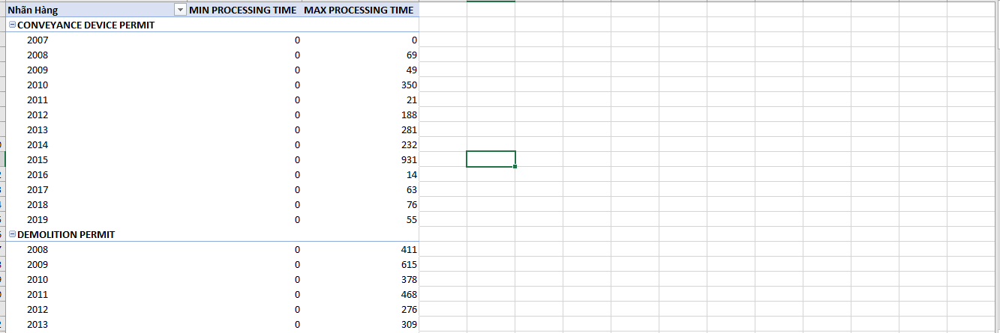 Nhãn Hàng MIN PROCESSING TIME MAX PROCESSING TIME
CONVEYANCE DEVICE PERMIT
2007 0 0
2008 0 69
2009 0 49
2010 0 350
2011 0 21
2012 0 188
2013 0 281
2014 0 232
2015 0 931
2016 0 14
2017 0 63
2018 0 76
2019 0 55
DEMOLITION PERMIT
2008 0 411
2009 0 615
2010 0 378
2011 0 468
2012 0 276
2013 0 309